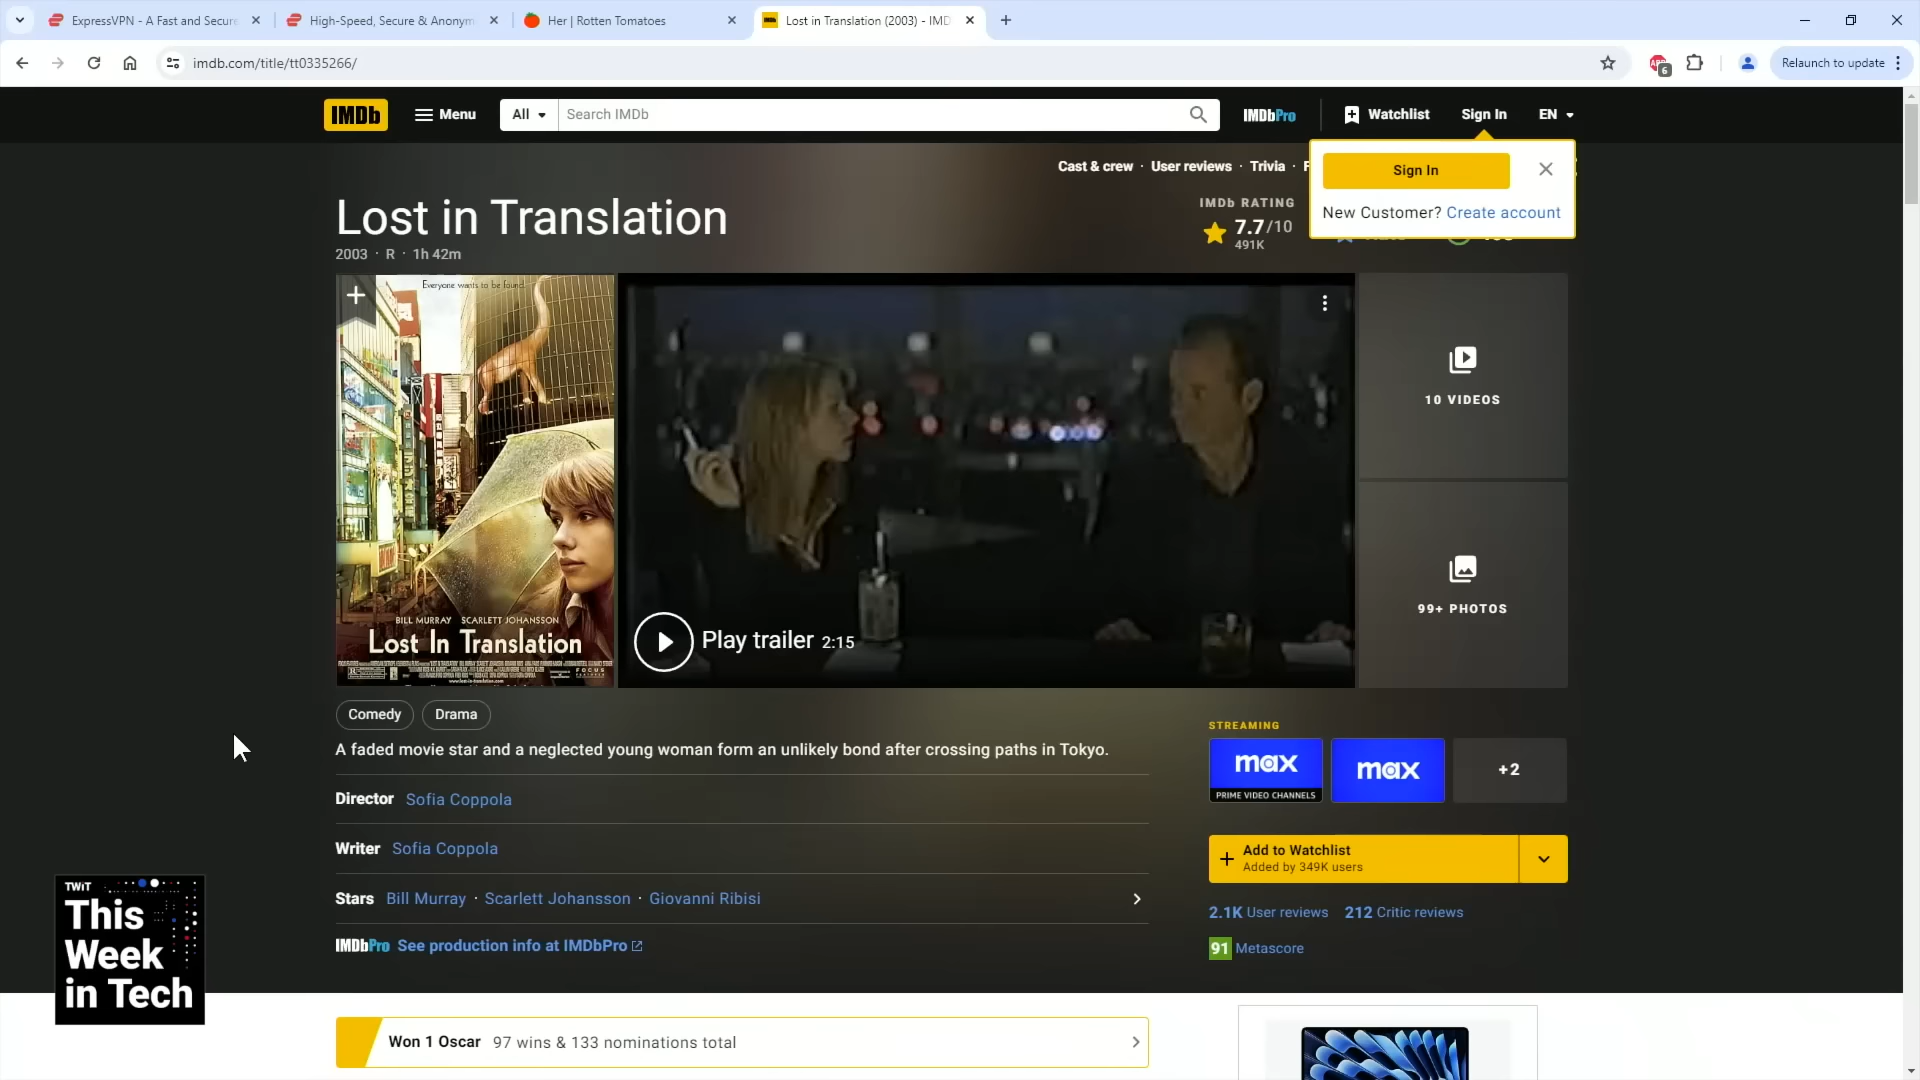 ExpressVPN - A Fast and Secure
High-Speed, Secure & Anonym
Her | Rotten Tomatoes
Lost in Translation (2003) - IMD
imdb.com/title/tt0335266/
6
Relaunch to update
IMDb
Menu
All
Search IMDb
IMDbPro
Watchlist
Sign In
EN
Cast & crew · User reviews · Trivia · F
Sign In
New Customer? Create account
Lost in Translation
2003 · R · 1h 42m
IMDb RATING
7.7/10
491K
Everyone wants to be found.
BILL MURRAY SCARLETT JOHANSSON
Lost In Translation
Play trailer 2:15
10 VIDEOS
99+ PHOTOS
Comedy
Drama
A faded movie star and a neglected young woman form an unlikely bond after crossing paths in Tokyo.
Director Sofia Coppola
Writer Sofia Coppola
Stars Bill Murray · Scarlett Johansson · Giovanni Ribisi
IMDbPro See production info at IMDbPro
STREAMING
max
PRIME VIDEO CHANNELS
max
+2
Add to Watchlist
Added by 349K users
2.1K User reviews 212 Critic reviews
91 Metascore
TWiT
This
Week
in Tech
Won 1 Oscar 97 wins & 133 nominations total